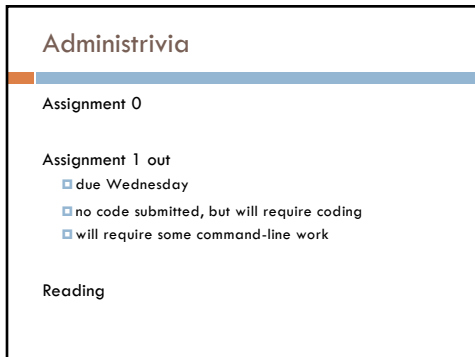 Administrivia
Assignment 0
Assignment 1 out
due Wednesday
no code submitted, but will require coding
will require some command-line work
Reading